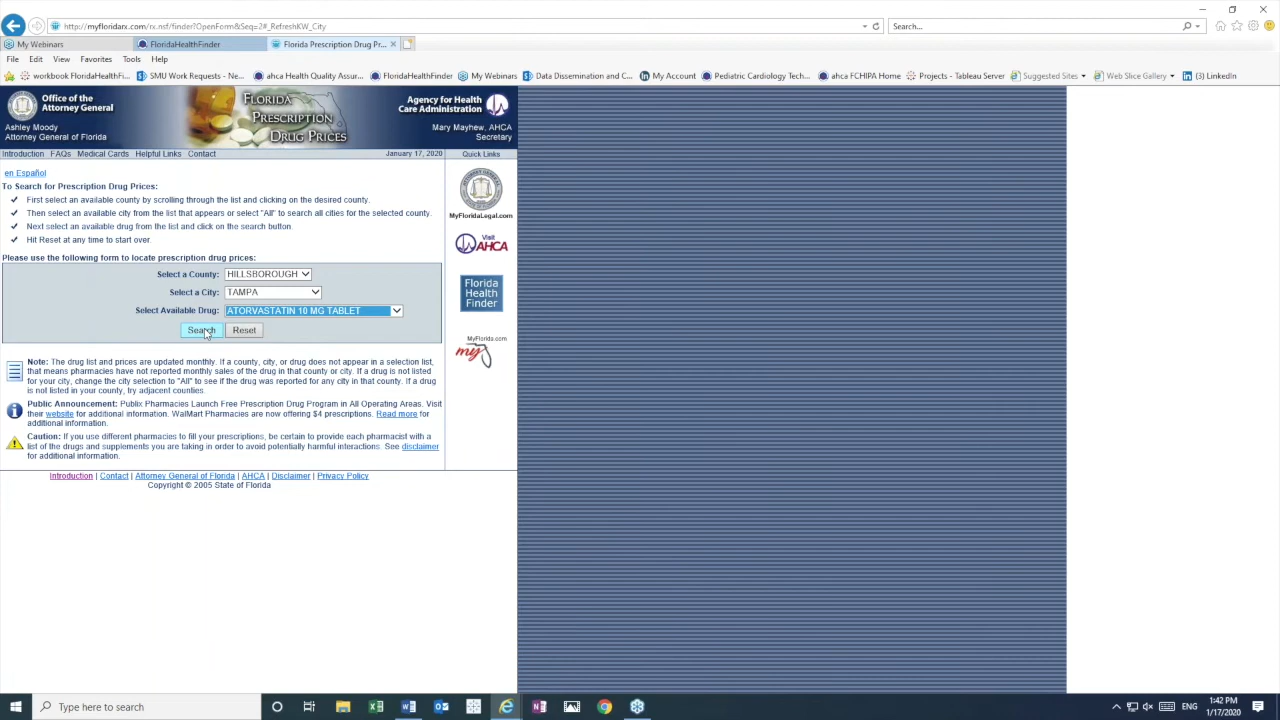 http://myfloridarx.com/rx.nsf/finder?OpenForm&Seq=2#_RefreshKW_City
Search...
My Webinars
FloridaHealthFinder
Florida Prescription Drug Pr...
File Edit View Favorites Tools Help
workbook FloridaHealthFi... SMU Work Requests - Ne... ahca Health Quality Assur... FloridaHealthFinder My Webinars Data Dissemination and C... My Account Pediatric Cardiology Tech... ahca FCHIPA Home Projects - Tableau Server Suggested Sites Web Slice Gallery (3) LinkedIn
Office of the
Attorney General
Ashley Moody
Attorney General of Florida
FLORIDA
PRESCRIPTION
DRUG PRICES
Agency for Health
Care Administration
Mary Mayhew, AHCA
Secretary
Introduction FAQs Medical Cards Helpful Links Contact January 17, 2020 Quick Links
en Español
To Search for Prescription Drug Prices:
First select an available county by scrolling through the list and clicking on the desired county.
Then select an available city from the list that appears or select "All" to search all cities for the selected county.
Next select an available drug from the list and click on the search button.
Hit Reset at any time to start over.
Please use the following form to locate prescription drug prices:
Select a County: HILLSBOROUGH
Select a City: TAMPA
Select Available Drug: ATORVASTATIN 10 MG TABLET
Search Reset
Note: The drug list and prices are updated monthly. If a county, city, or drug does not appear in a selection list,
that means pharmacies have not reported monthly sales of the drug in that county or city. If a drug is not listed
for your city, change the city selection to "All" to see if the drug was reported for any city in that county. If a drug
is not listed in your county, try adjacent counties.
Public Announcement: Publix Pharmacies Launch Free Prescription Drug Program in All Operating Areas. Visit
their website for additional information. WalMart Pharmacies are now offering $4 prescriptions. Read more for
additional information.
Caution: If you use different pharmacies to fill your prescriptions, be certain to provide each pharmacist with a
list of the drugs and supplements you are taking in order to avoid potentially harmful interactions. See disclaimer
for additional information.
MyFloridaLegal.com
Visit
AHCA
Florida
Health
Finder
MyFlorida.com
my
Introduction | Contact | Attorney General of Florida | AHCA | Disclaimer | Privacy Policy
Copyright © 2005 State of Florida
Type here to search
ENG
1:42 PM
1/17/2020